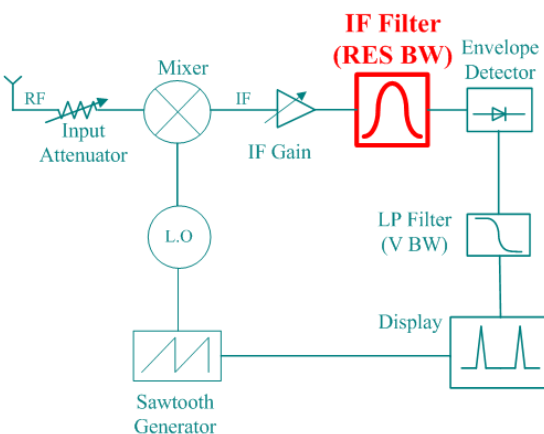 IF Filter
(RES BW)
Envelope
Detector
Mixer
RF
IF
Input
Attenuator
IF Gain
L.O
LP Filter
(V BW)
Display
Sawtooth
Generator